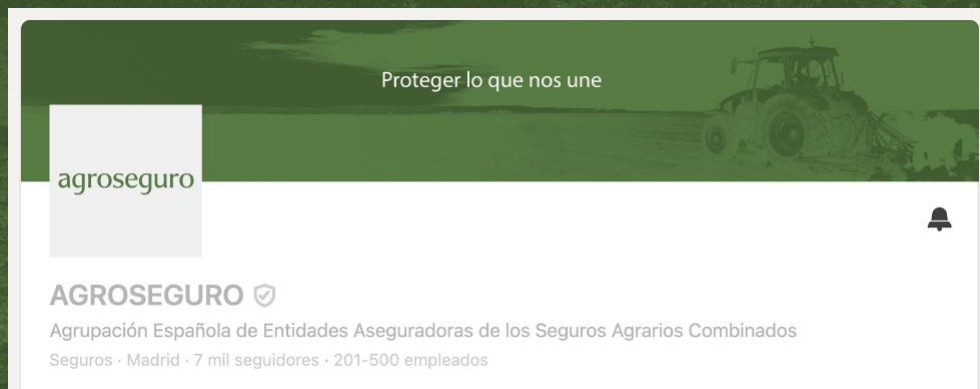 Proteger lo que nos une
agroseguro
AGROSEGURO
Agrupación Española de Entidades Aseguradoras de los Seguros Agrarios Combinados
Seguros · Madrid · 7 mil seguidores · 201-500 empleados